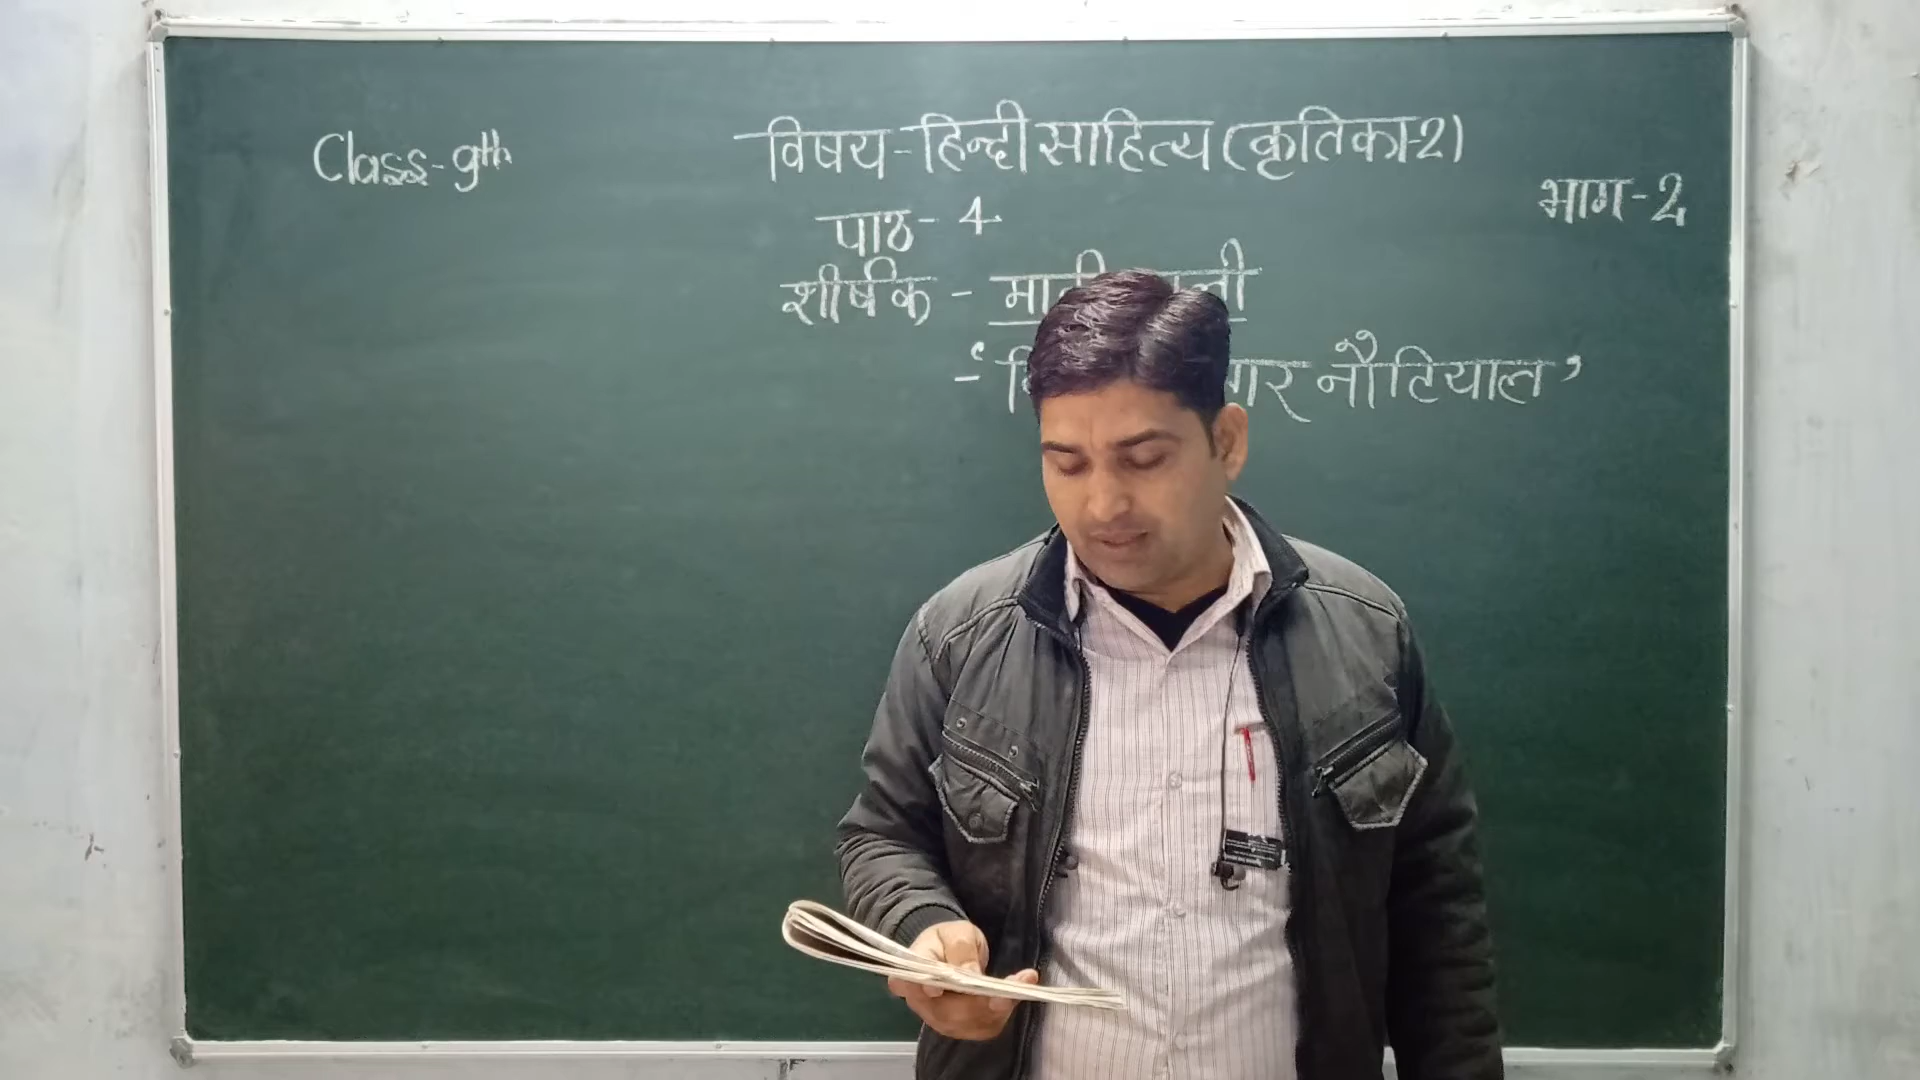 Class-9th
विषय-हिन्दी साहित्य (कृतिका-2)
भाग-2
पाठ-4
शीर्षक -
नौटियाल’